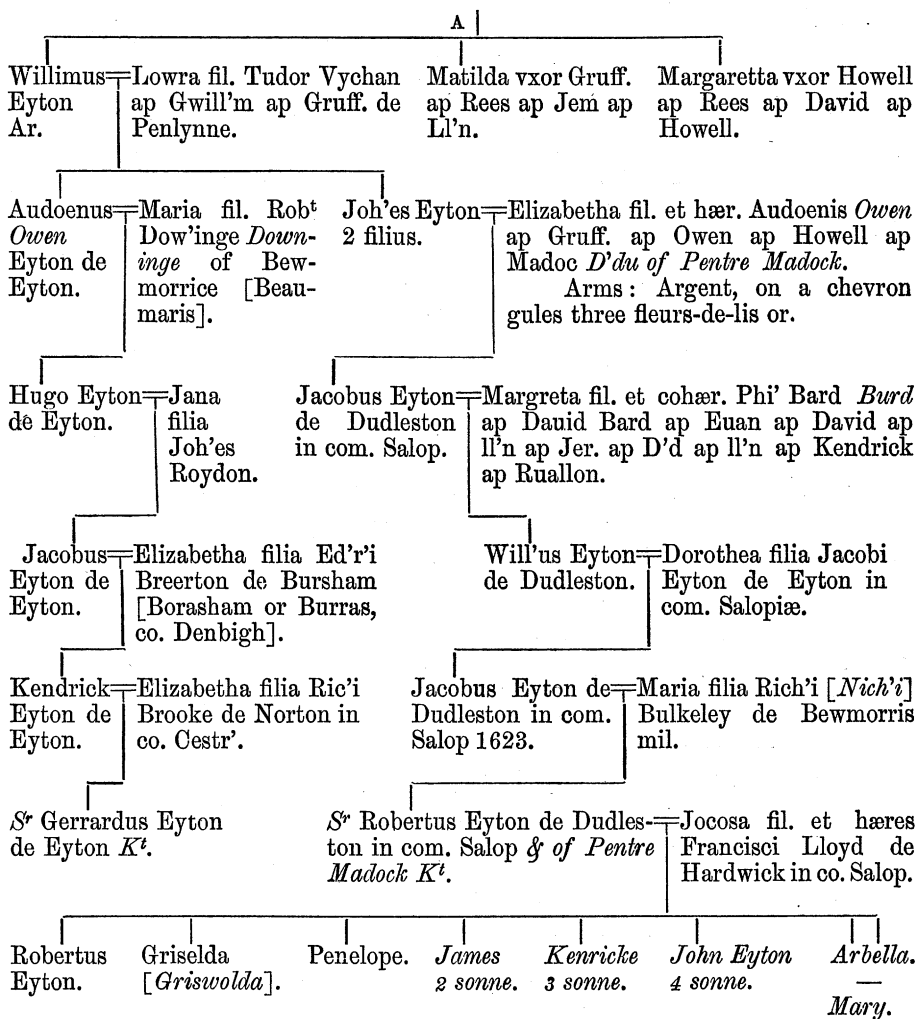 A
Willimus
Eyton
Ar.
Lowra fil. Tudor Vychan
ap Gwill'm ap Gruff. de
Penlynne.
Matilda vxor Gruff.
ap Rees ap Jem ap
Ll'n.
Margaretta vxor Howell
ap Rees ap David ap
Howell.
Audoenus
Owen
Eyton de
Eyton.
Maria fil. Robt
Dow'inge Down-
inge of Bew-
morrice [Beau-
maris].
Joh'es Eyton
2 filius.
Elizabetha fil. et hær. Audoenis Owen
ap Gruff. ap Owen ap Howell ap
Madoc D'du of Pentre Madock.
Arms: Argent, on a chevron
gules three fleurs-de-lis or.
Hugo Eyton
de Eyton.
Jana
filia
Joh'es
Roydon.
Jacobus Eyton
de Dudleston
in com. Salop.
Margreta fil. et cohær. Phi' Bard Burd
ap Dauid Bard ap Euan ap David ap
ll'n ap Jer. ap D'd ap ll'n ap Kendrick
ap Ruallon.
Jacobus
Eyton de
Eyton.
Elizabetha filia Ed'r'i
Breerton de Bursham
[Borasham or Burras,
co. Denbigh].
Will'us Eyton
de Dudleston.
Dorothea filia Jacobi
Eyton de Eyton in
com. Salopiæ.
Kendrick
Eyton de
Eyton.
Elizabetha filia Ric'i
Brooke de Norton in
co. Cestr'.
Jacobus Eyton de
Dudleston in com.
Salop 1623.
Maria filia Rich'i [Nich'i]
Bulkeley de Bewmorris
mil.
Sr Gerrardus Eyton
de Eyton Kt.
Sr Robertus Eyton de Dudles-
ton in com. Salop & of Pentre
Madock Kt.
Jocosa fil. et hæres
Francisci Lloyd de
Hardwick in co. Salop.
Robertus
Eyton.
Griselda
[Griswolda].
Penelope.
James
2 sonne.
Kenricke
3 sonne.
John Eyton
4 sonne.
Arbella.
—
Mary.